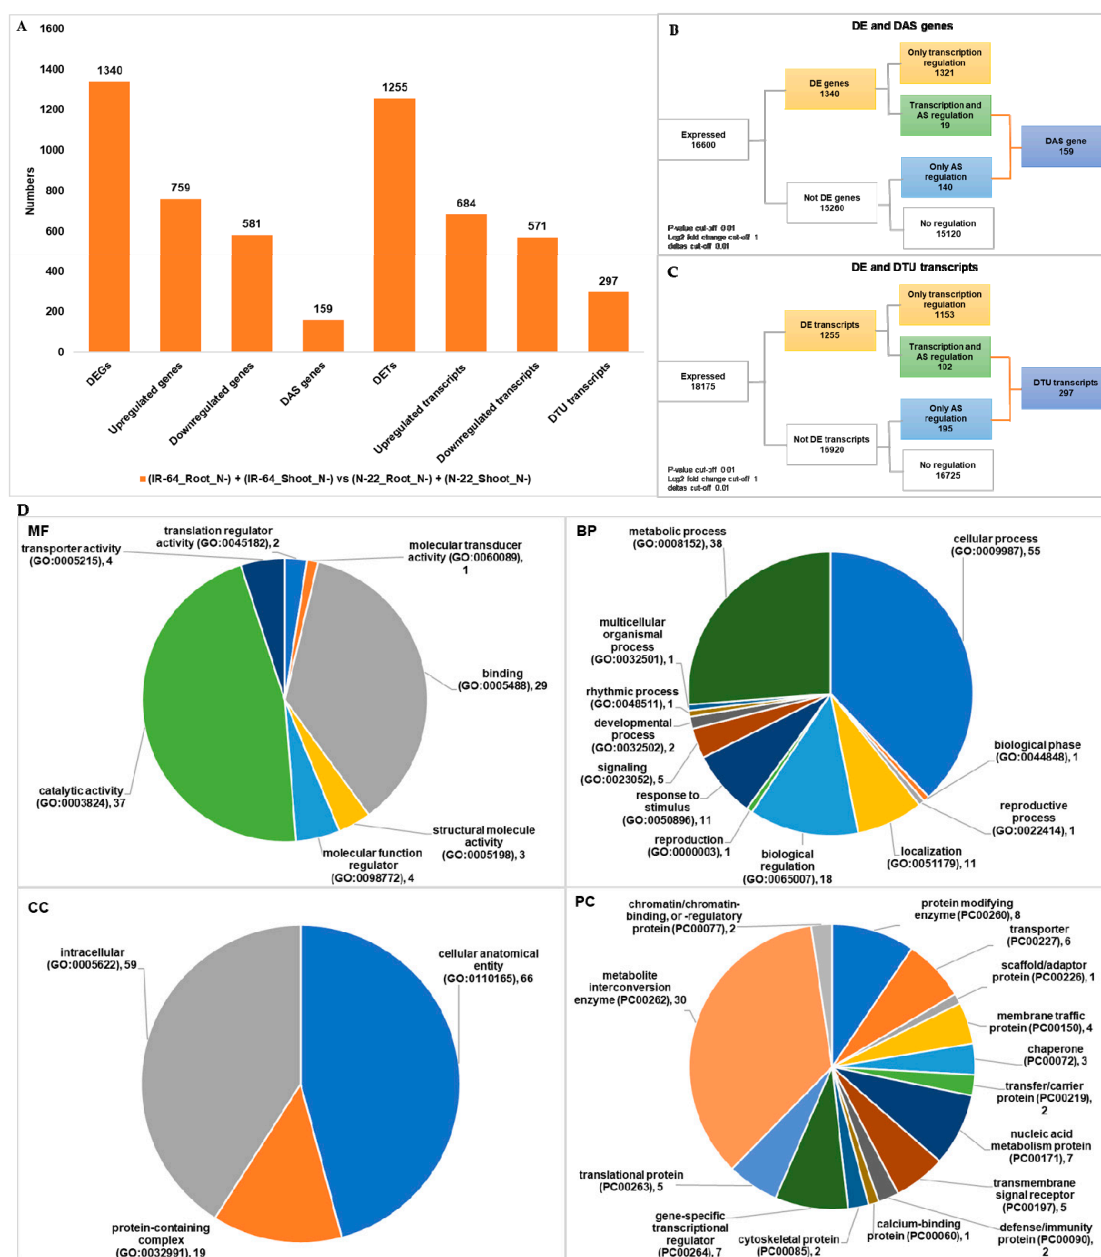 A
1600
1400
1200
1000
800
600
400
200
0
Numbers
1340
759
581
159
1255
684
571
297
DEGs
Upregulated genes
Downregulated genes
DAS genes
DETs
Upregulated transcripts
Downregulated transcripts
DTU transcripts
(IR-64_Root_N-) + (IR-64_Shoot_N-) vs (N-22_Root_N-) + (N-22_Shoot_N-)
B
DE and DAS genes
Expressed
16600
DE genes
1340
Not DE genes
15260
Only transcription
regulation
1321
Transcription and
AS regulation
19
Only AS
regulation
140
No regulation
15120
DAS gene
159
P-value cut-off 0.01
Log2 fold change cut-off 1
deltas cut-off 0.01
C
DE and DTU transcripts
Expressed
18175
DE transcripts
1255
Not DE transcripts
16920
Only transcription
regulation
1153
Transcription and
AS regulation
102
Only AS
regulation
195
No regulation
16725
DTU transcripts
297
P-value cut-off 0.01
Log2 fold change cut-off 1
deltas cut-off 0.01
D
MF
translation regulator
activity (GO:0045182), 2
transporter activity
(GO:0005215), 4
molecular transducer
activity (GO:0060089),
1
binding
(GO:0005488), 29
catalytic activity
(GO:0003824), 37
structural molecule
activity
(GO:0005198), 3
molecular function
regulator
(GO:0098772), 4
BP
metabolic process
(GO:0008152), 38
cellular process
(GO:0009987), 55
multicellular
organismal
process
(GO:0032501), 1
rhythmic process
(GO:0048511), 1
developmental
process
(GO:0032502), 2
signaling
(GO:0023052), 5
response to
stimulus
(GO:0050896), 11
reproduction
(GO:0000003), 1
biological
regulation
(GO:0065007), 18
localization
(GO:0051179), 11
reproductive
process
(GO:0022414), 1
biological phase
(GO:0044848), 1
CC
intracellular
(GO:0005622), 59
cellular anatomical
entity
(GO:0110165), 66
protein-containing
complex
(GO:0032991), 19
PC
chromatin/chromatin-
binding, or -regulatory
protein (PC00077), 2
protein modifying
enzyme (PC00260), 8
transporter
(PC00227), 6
scaffold/adaptor
protein (PC00226), 1
membrane traffic
protein (PC00150), 4
chaperone
(PC00072), 3
transfer/carrier
protein (PC00219),
2
nucleic acid
metabolism protein
(PC00171), 7
transmembrane
signal receptor
(PC00197), 5
defense/immunity
protein (PC00090),
2
calcium-binding
protein (PC00060), 1
cytoskeletal protein
(PC00085), 2
gene-specific
transcriptional
regulator
(PC00264), 7
translational protein
(PC00263), 5
metabolite
interconversion
enzyme (PC00262), 30